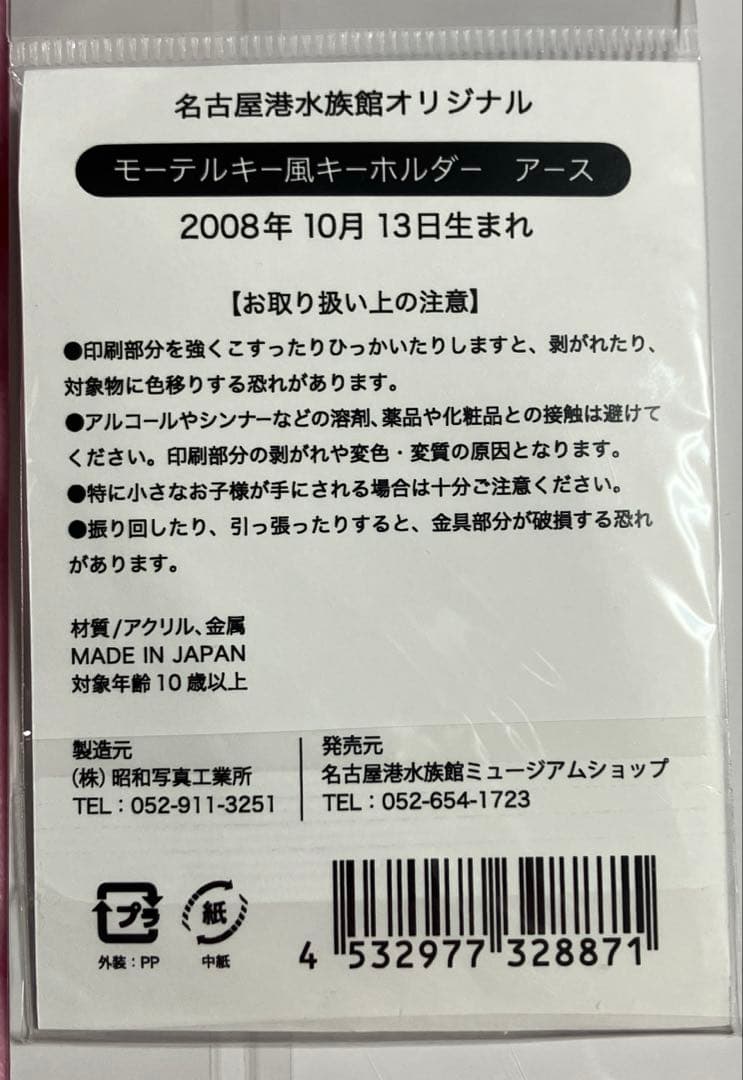 名古屋港水族館オリジナル
モーテルキー風キーホルダー　アース
2008年 10月 13日生まれ
【お取り扱い上の注意】
●印刷部分を強くこすったりひっかいたりしますと、剥がれたり、
対象物に色移りする恐れがあります。
●アルコールやシンナーなどの溶剤、薬品や化粧品との接触は避けて
ください。印刷部分の剥がれや変色・変質の原因となります。
●特に小さなお子様が手にされる場合は十分ご注意ください。
●振り回したり、引っ張ったりすると、金具部分が破損する恐れ
があります。
材質/アクリル、金属
MADE IN JAPAN
対象年齢10歳以上
製造元
(株)昭和写真工業所
TEL：052-911-3251
発売元
名古屋港水族館ミュージアムショップ
TEL：052-654-1723
プラ
外装：PP
紙
中紙
4 532977 328871